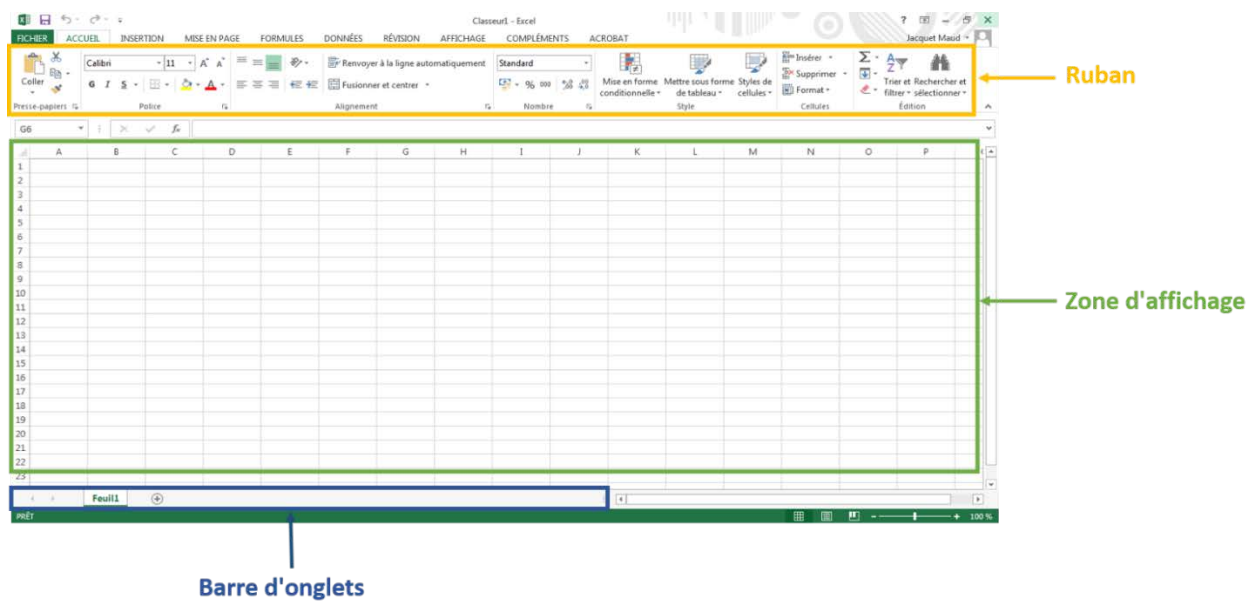 Classeur1 - Excel
FICHIER ACCUEIL INSERTION MISE EN PAGE FORMULES DONNÉES RÉVISION AFFICHAGE COMPLÉMENTS ACROBAT Jacquet Maud
Coller Calibri 11 A A Renvoyer à la ligne automatiquement Standard
G I S A Fusionner et centrer % 000
Mise en forme conditionnelle
Mettre sous forme de tableau
Styles de cellules
Insérer
Supprimer
Format
Σ
Trier et filtrer
Rechercher et sélectionner
Presse-papiers Police Alignement Nombre Style Cellules Édition
Ruban
G6 fx
A B C D E F G H I J K L M N O P
1
2
3
4
5
6
7
8
9
10
11
12
13
14
15
16
17
18
19
20
21
22
23
Zone d'affichage
Feuil1
PRÊT 100 %
Barre d'onglets